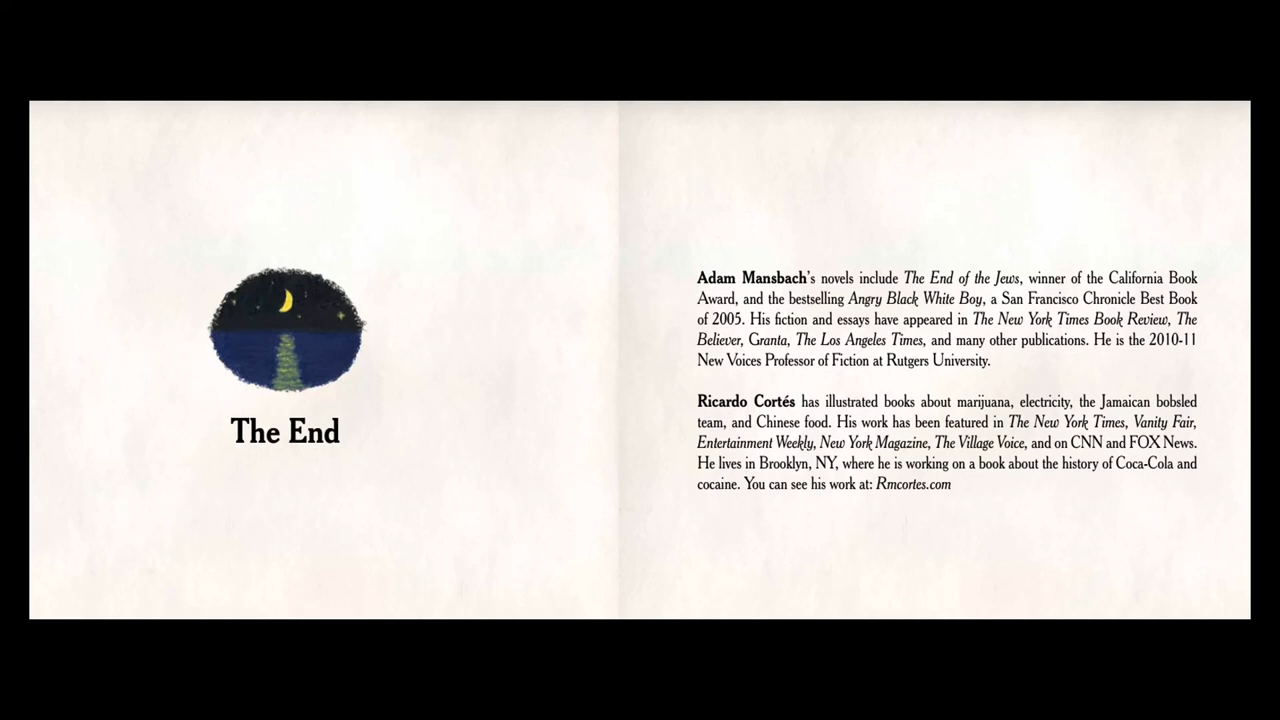 The End
Adam Mansbach's novels include The End of the Jews, winner of the California Book
Award, and the bestselling Angry Black White Boy, a San Francisco Chronicle Best Book
of 2005. His fiction and essays have appeared in The New York Times Book Review, The
Believer, Granta, The Los Angeles Times, and many other publications. He is the 2010-11
New Voices Professor of Fiction at Rutgers University.
Ricardo Cortés has illustrated books about marijuana, electricity, the Jamaican bobsled
team, and Chinese food. His work has been featured in The New York Times, Vanity Fair,
Entertainment Weekly, New York Magazine, The Village Voice, and on CNN and FOX News.
He lives in Brooklyn, NY, where he is working on a book about the history of Coca-Cola and
cocaine. You can see his work at: Rmcortes.com